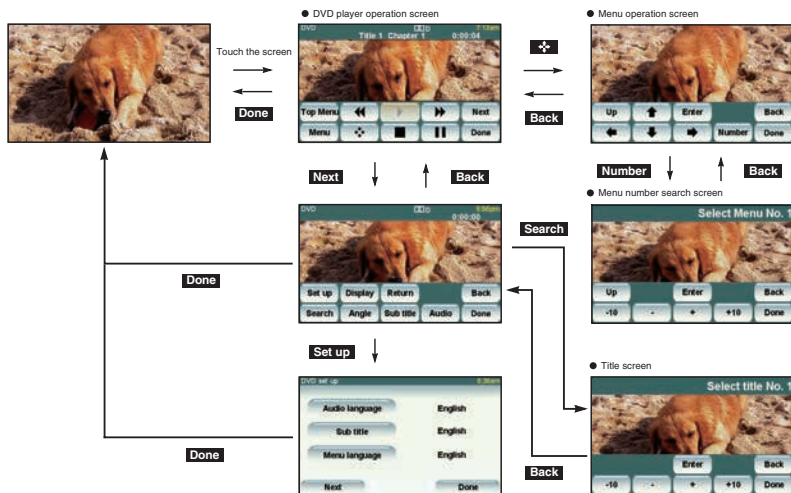 ● DVD player operation screen
● Menu operation screen
DVD
DD D
7:13am
Title 1 Chapter 1
0:00:04
Touch the screen
Done
Back
Top Menu
Next
Menu
Done
Up
Enter
Back
Number
Done
Next
Back
Number
Back
● Menu number search screen
DVD
DD D
0:00:00
Select Menu No. 1
Search
Done
Set up
Display
Return
Back
Search
Angle
Sub title
Audio
Done
Up
Enter
Back
-10
-
+
+10
Done
Set up
● Title screen
DVD set up
Select title No. 1
Audio language
English
Sub title
English
Menu language
English
Next
Done
Done
Back
Enter
Back
-10
-
+
+10
Done